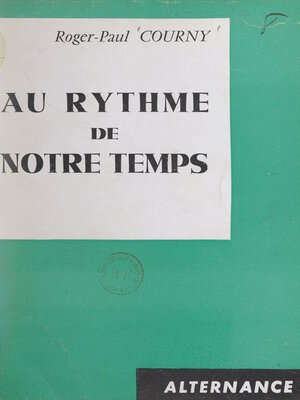 Roger-Paul COURNY
AU RYTHME
DE
NOTRE TEMPS
ALTERNANCE